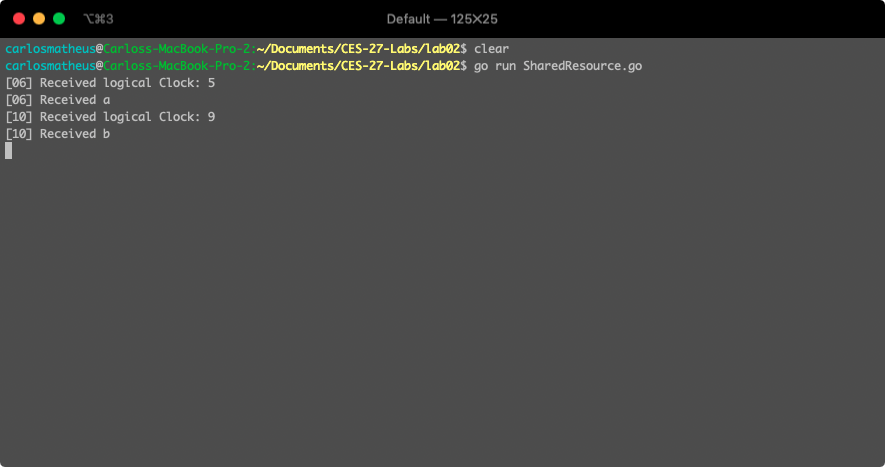 ⌥⌘3
Default — 125✕25
carlosmatheus@Carloss-MacBook-Pro-2:~/Documents/CES-27-Labs/lab02$ clear
carlosmatheus@Carloss-MacBook-Pro-2:~/Documents/CES-27-Labs/lab02$ go run SharedResource.go
[06] Received logical Clock: 5
[06] Received a
[10] Received logical Clock: 9
[10] Received b